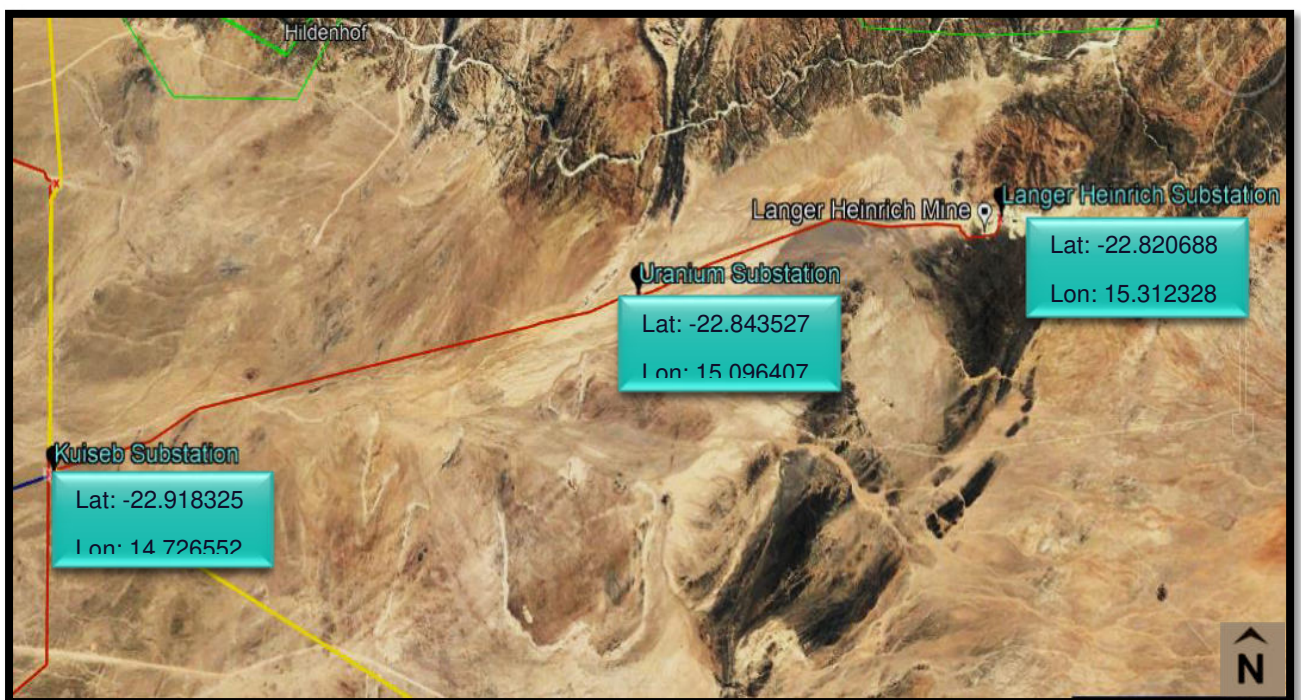 Hildenhof
Langer Heinrich Substation
Langer Heinrich Mine
Lat: -22.820688
Lon: 15.312328
Uranium Substation
Lat: -22.843527
Lon: 15.096407
Kuiseb Substation
Lat: -22.918325
Lon: 14.726552
N